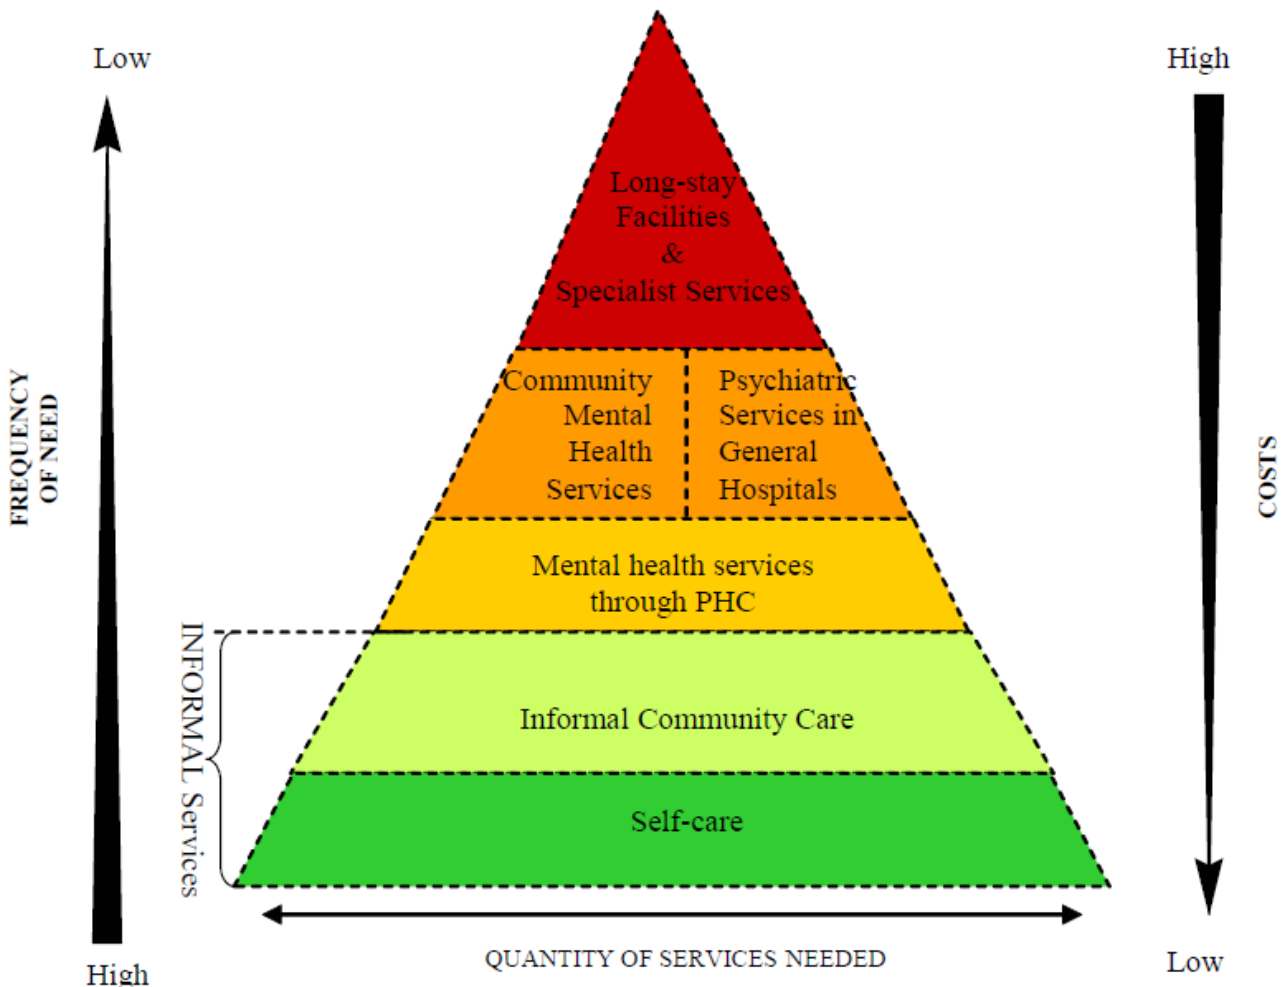 Low
High
Long-stay
Facilities
&
Specialist Services
Community
Mental
Health
Services
Psychiatric
Services in
General
Hospitals
FREQUENCY
OF NEED
COSTS
Mental health services
through PHC
INFORMAL Services
Informal Community Care
Self-care
QUANTITY OF SERVICES NEEDED
High
Low